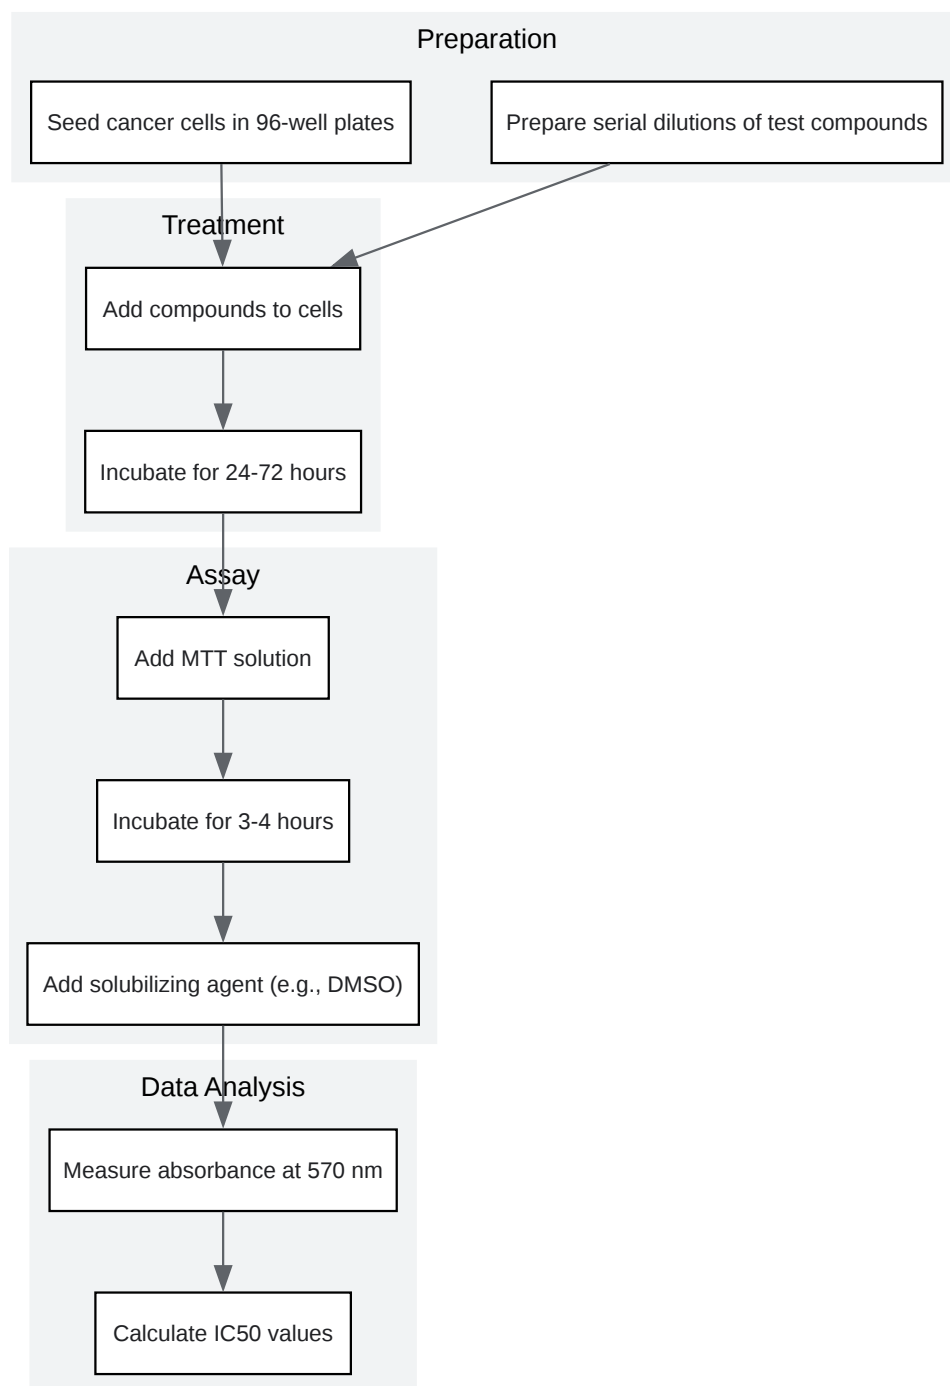 Preparation
Seed cancer cells in 96-well plates
Prepare serial dilutions of test compounds
Treatment
Add compounds to cells
Incubate for 24-72 hours
Assay
Add MTT solution
Incubate for 3-4 hours
Add solubilizing agent (e.g., DMSO)
Data Analysis
Measure absorbance at 570 nm
Calculate IC50 values